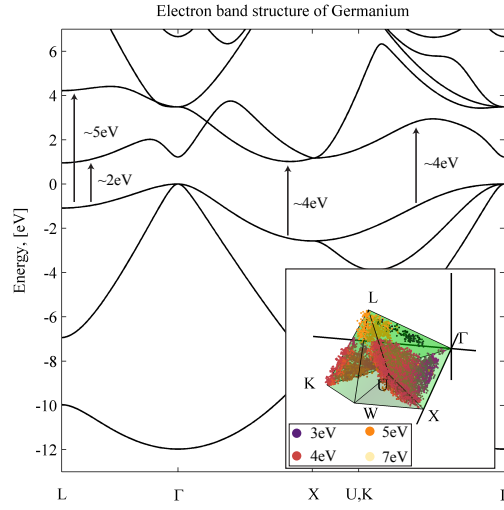 Electron band structure of Germanium
Energy, [eV]
6
4
2
0
-2
-4
-6
-8
-10
-12
~5eV
~2eV
~4eV
~4eV
L
Γ
K
U
W
X
3eV
5eV
4eV
7eV
L
Γ
X
U,K